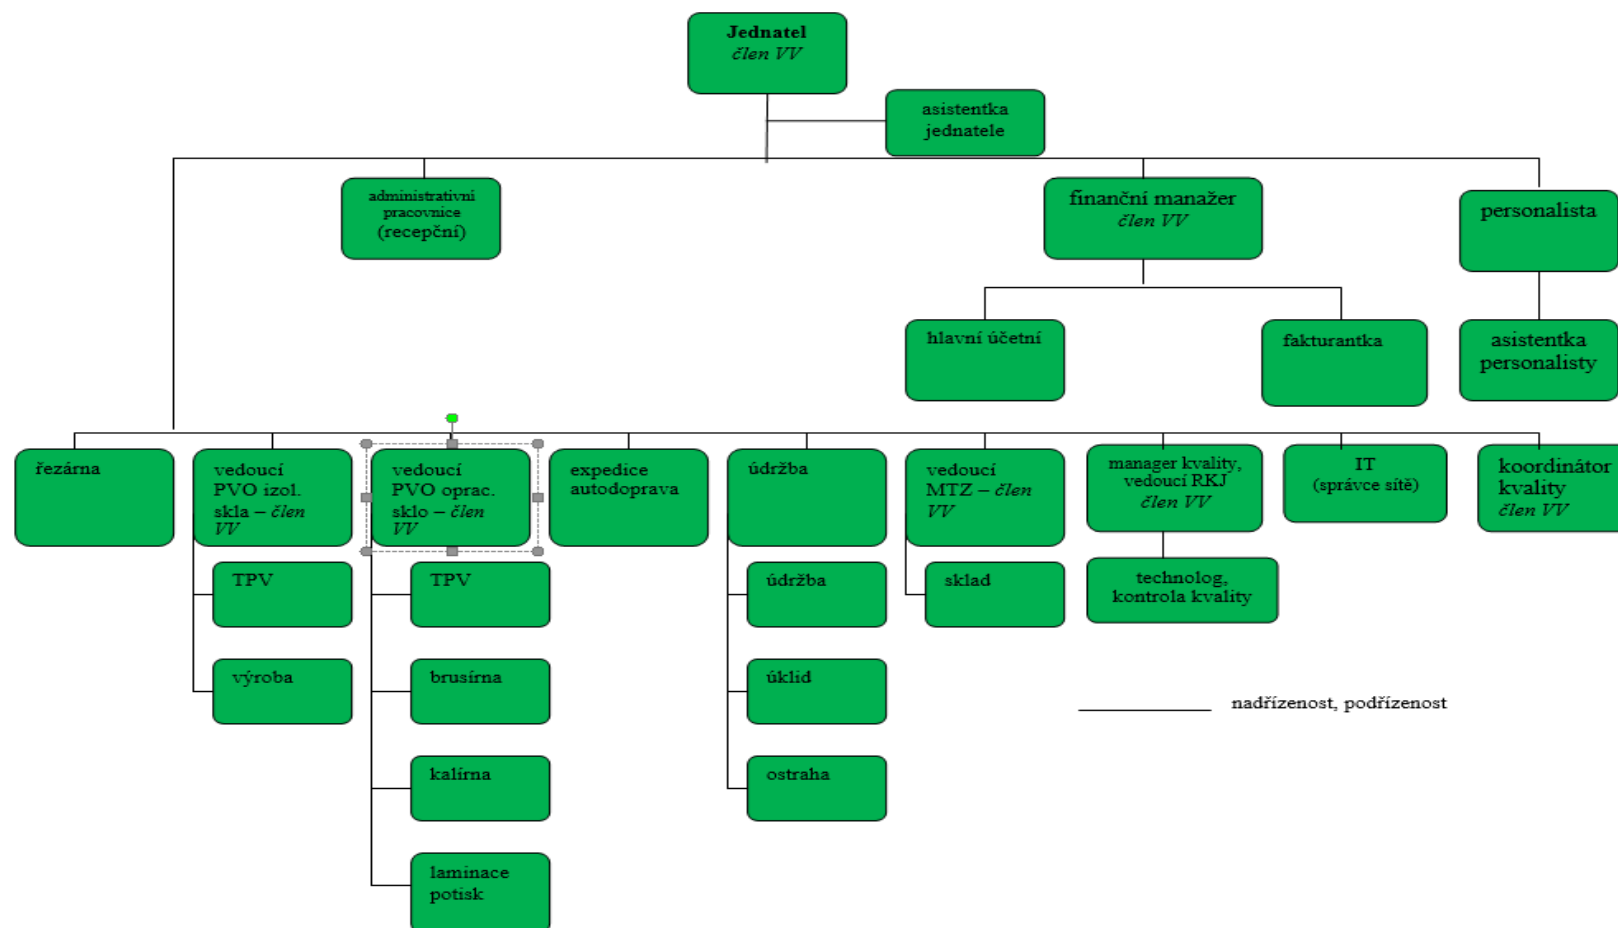 Jednatel
člen VV
asistentka
jednatele
administrativní
pracovnice
(recepční)
finanční manažer
člen VV
personalista
hlavní účetní
fakturantka
asistentka
personalisty
řezárna
vedoucí
PVO izol.
skla – člen
VV
vedoucí
PVO oprac.
sklo – člen
VV
expedice
autodoprava
údržba
vedoucí
MTZ – člen
VV
manager kvality,
vedoucí RKJ
člen VV
IT
(správce sítě)
koordinátor
kvality
člen VV
TPV
TPV
údržba
sklad
technolog,
kontrola kvality
výroba
brusírna
úklid
nadřízenost, podřízenost
kalírna
ostraha
laminace
potisk